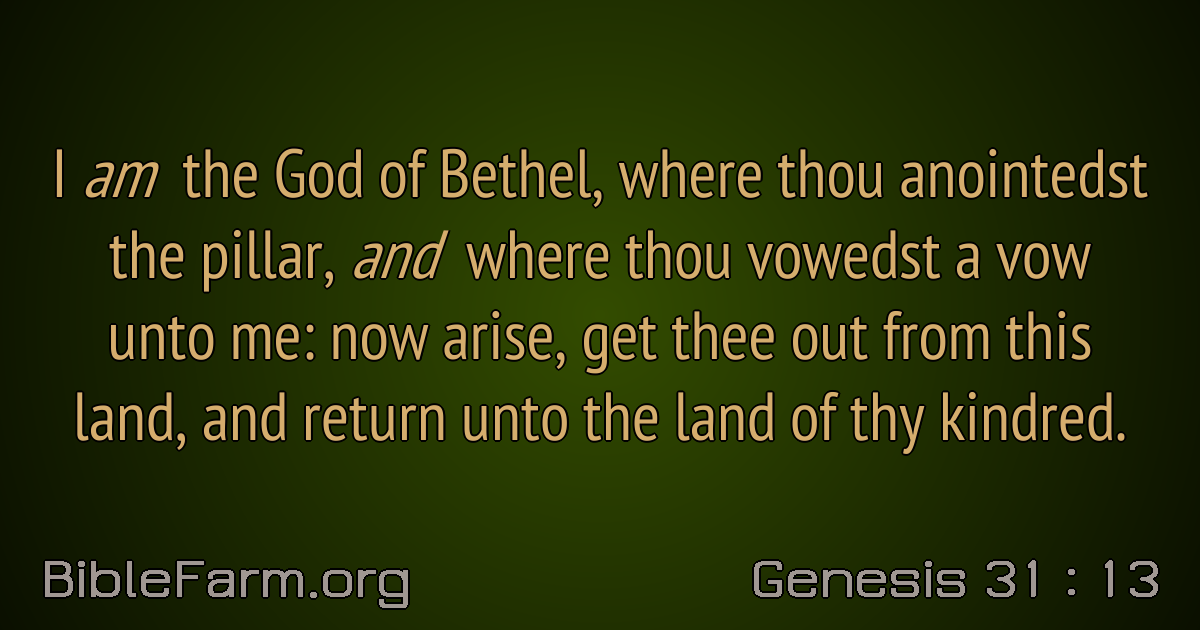 I am the God of Bethel, where thou anointedst
the pillar, and where thou vowedst a vow
unto me: now arise, get thee out from this
land, and return unto the land of thy kindred.
BibleFarm.org
Genesis 31 : 13